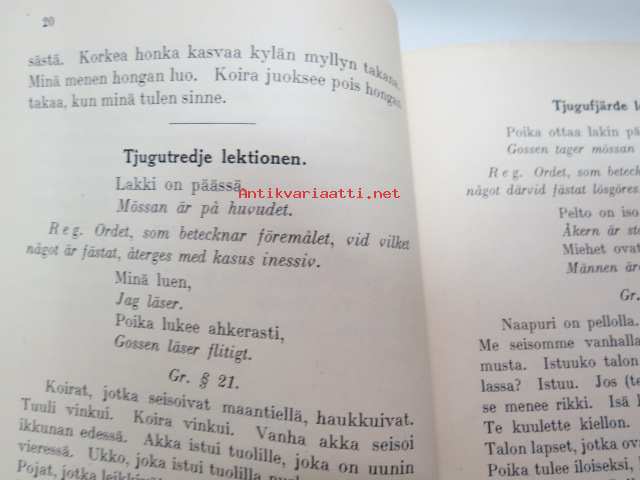 20
sästä. Korkea honka kasvaa kylän myllyn takana.
Minä menen hongan luo. Koira juoksee pois hongan
takaa, kun minä tulen sinne.
Tjugutredje lektionen.
Lakki on päässä,
Antikvariaatti.net
Mössan är på huvudet.
Reg. Ordet, som betecknar föremålet, vid vilket
något är fästat, återges med kasus inessiv.
Minä luen,
Jag läser.
Poika lukee ahkerasti,
Gossen läser flitigt.
Gr. § 21.
Koirat, jotka seisoivat maantiellä, haukkuivat.
Tuuli vinkui. Koira vinkui. Vanha akka seisoi
ikkunan edessä. Akka istui tuolille, joka on uunin
vieressä. Ukko, joka istui tuolilla
Pojat, jotka
Tjugufjärde
Poika ottaa lakin
Gossen tager mössan
Reg. Ordet, som
något därvid fästat lösgöres
Pelto on iso
Åkern är
Miehet ovat
Männen
Gr.
Naapuri on pellolla.
Me seisomme vanhalla
musta. Istuuko talon
lassa? Istuu. Jos
se menee rikki. Isä
Te kuulette kiellon.
Talon lapset, jotka
Poika tulee iloiseksi,